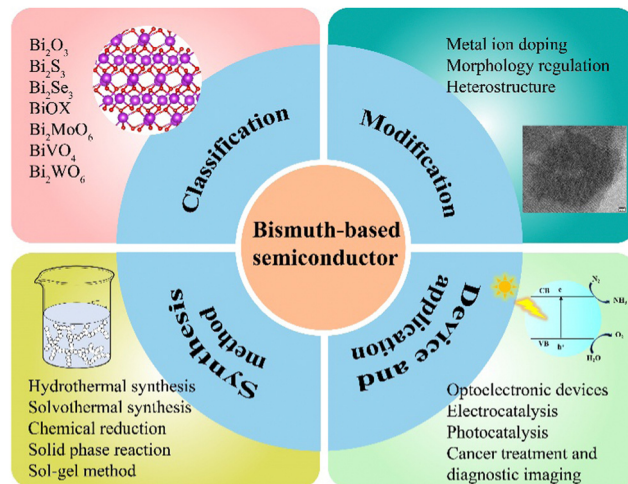 Bi₂O₃
Bi₂S₃
Bi₂Se₃
BiOX
Bi₂MoO₆
BiVO₄
Bi₂WO₆
Classification
Metal ion doping
Morphology regulation
Heterostructure
Modification
Bismuth-based
semiconductor
Synthesis
method
Hydrothermal synthesis
Solvothermal synthesis
Chemical reduction
Solid phase reaction
Sol-gel method
Device and
application
CB
e
N₂
NH₃
VB
h⁺
O₂
H₂O
Optoelectronic devices
Electrocatalysis
Photocatalysis
Cancer treatment and
diagnostic imaging